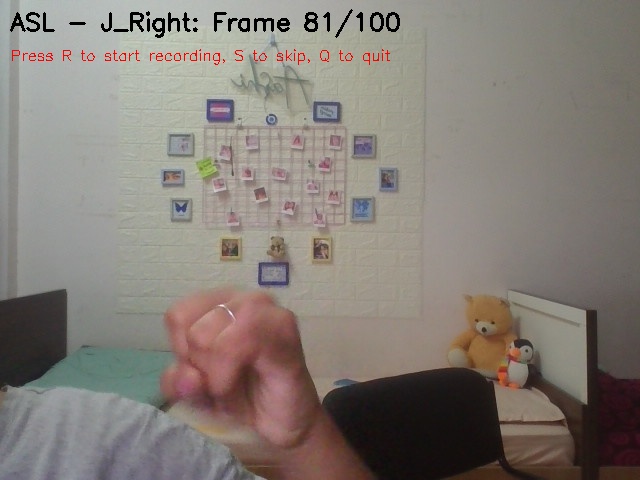 ASL - J_Right: Frame 81/100
Press R to start recording, S to skip, Q to quit